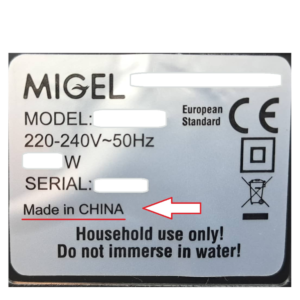 MIGEL
MODEL:
European
Standard
CE
220-240V~50Hz
W
SERIAL:
Made in CHINA
Household use only!
Do not immerse in water!